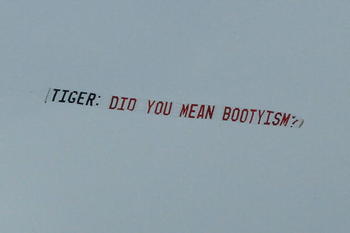 TIGER: DID YOU MEAN BOOTYISM?